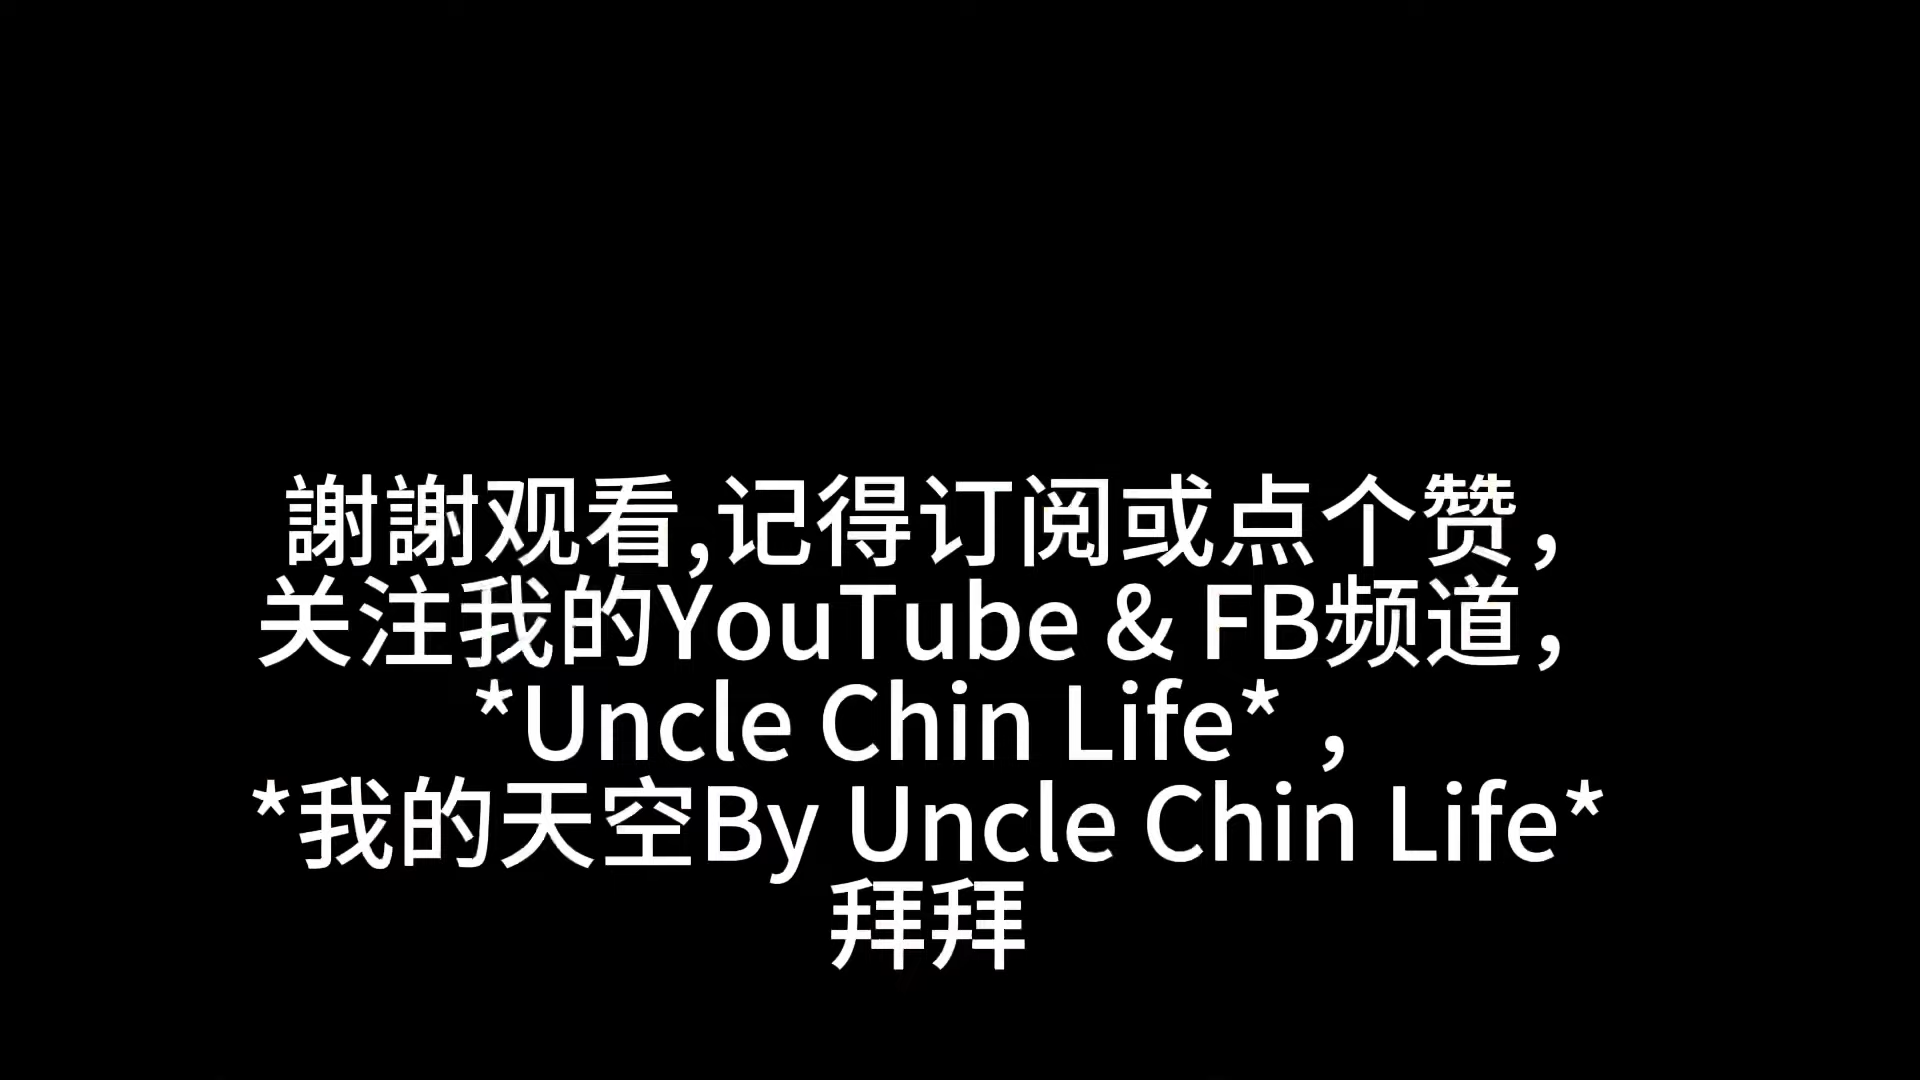 謝謝观看,记得订阅或点个赞，
关注我的YouTube & FB频道，
*Uncle Chin Life* ，
*我的天空By Uncle Chin Life*
拜拜